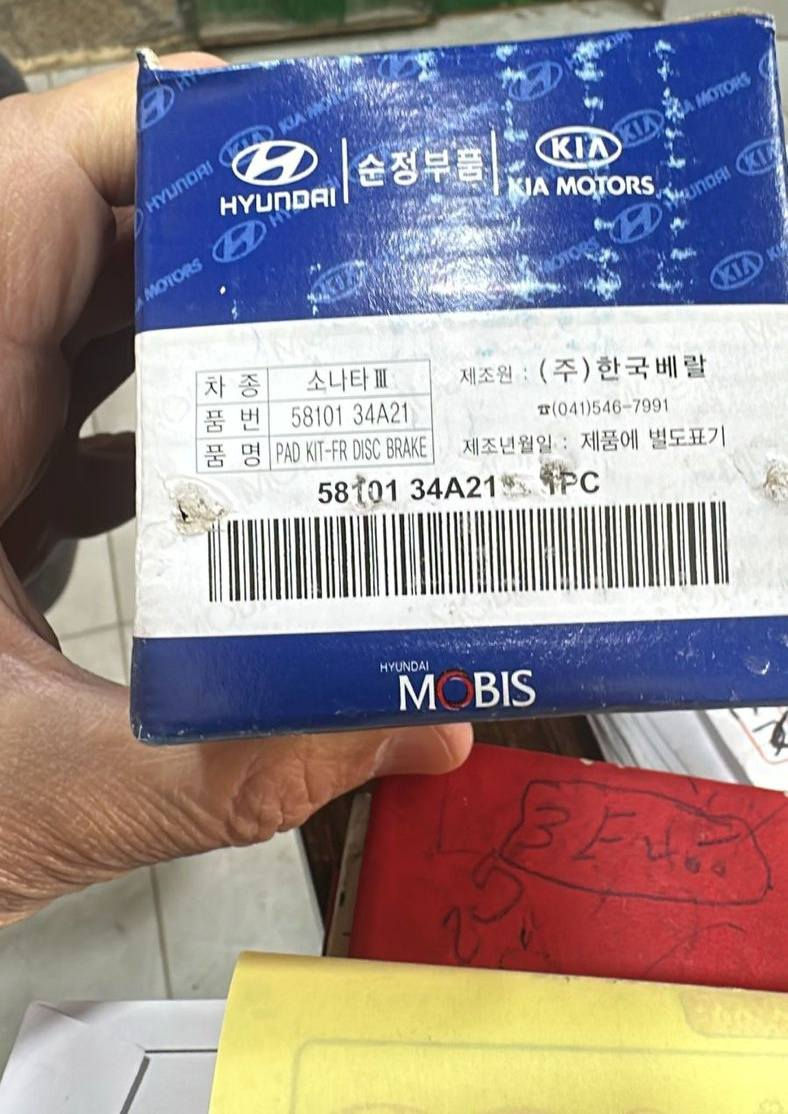 HYUNDAI 순정부품 KIA
KIA MOTORS
차 종 소나타Ⅲ
품 번 58101 34A21
품 명 PAD KIT-FR DISC BRAKE
제조원 : (주)한국베랄
☎(041)546-7991
제조년월일 : 제품에 별도표기
58101 34A21 1PC
HYUNDAI
MOBIS